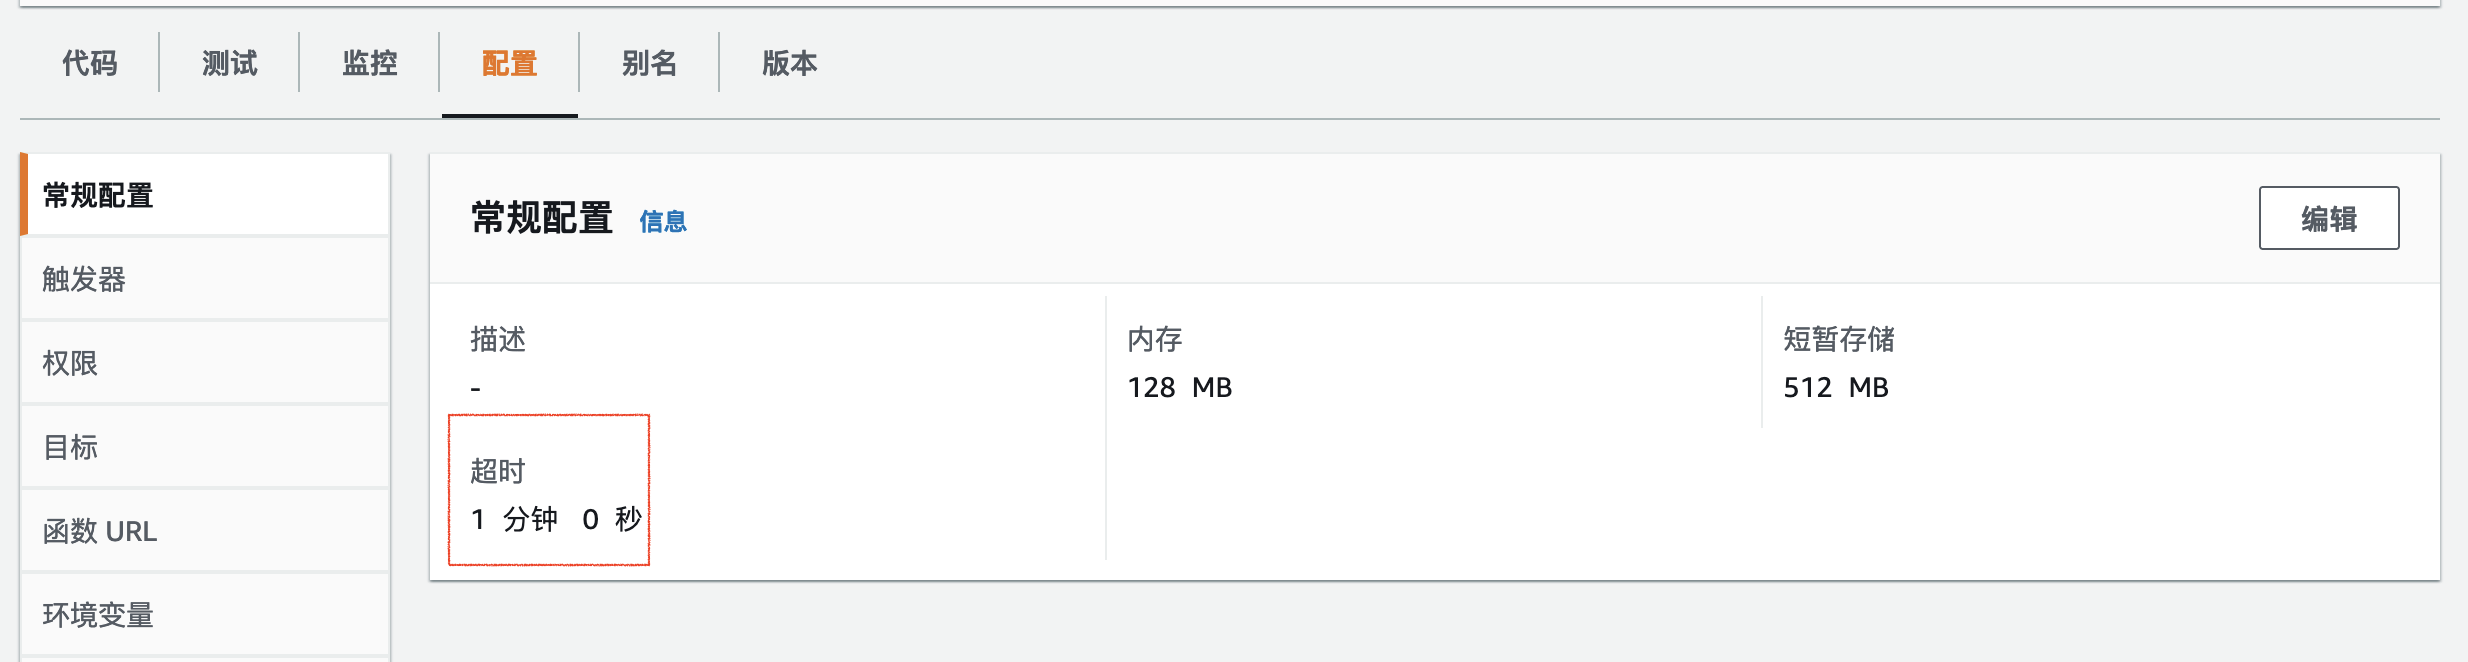 代码 测试 监控 配置 别名 版本
常规配置
触发器
权限
目标
函数 URL
环境变量
常规配置 信息
编辑
描述
-
内存
128 MB
短暂存储
512 MB
超时
1 分钟 0 秒